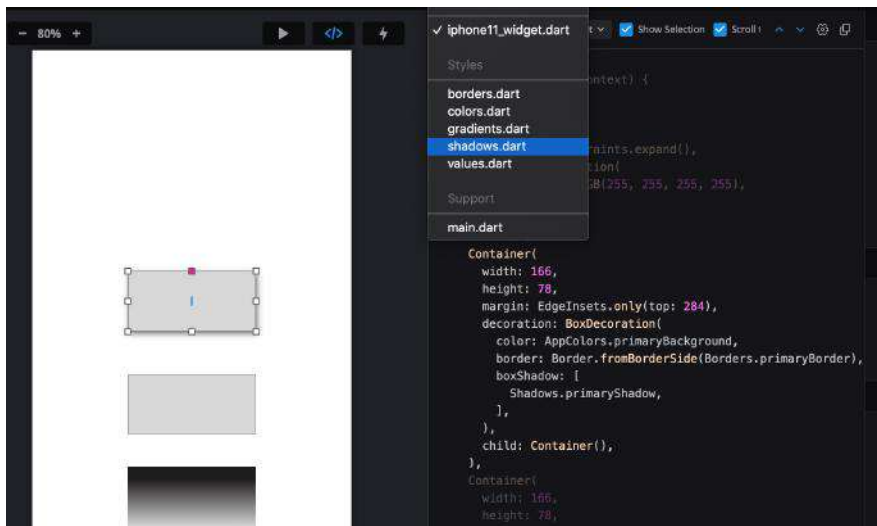 − 80% +
</>
✓ iphone11_widget.dart
Show Selection
Scroll
Styles
ontext) {
borders.dart
colors.dart
gradients.dart
shadows.dart
raints.expand(),
values.dart
tion(
GB(255, 255, 255, 255),
Support
main.dart
Container(
width: 166,
height: 78,
margin: EdgeInsets.only(top: 284),
decoration: BoxDecoration(
color: AppColors.primaryBackground,
border: Border.fromBorderSide(Borders.primaryBorder),
boxShadow: [
Shadows.primaryShadow,
],
),
child: Container(),
),
Container(
width: 166,
height: 78,